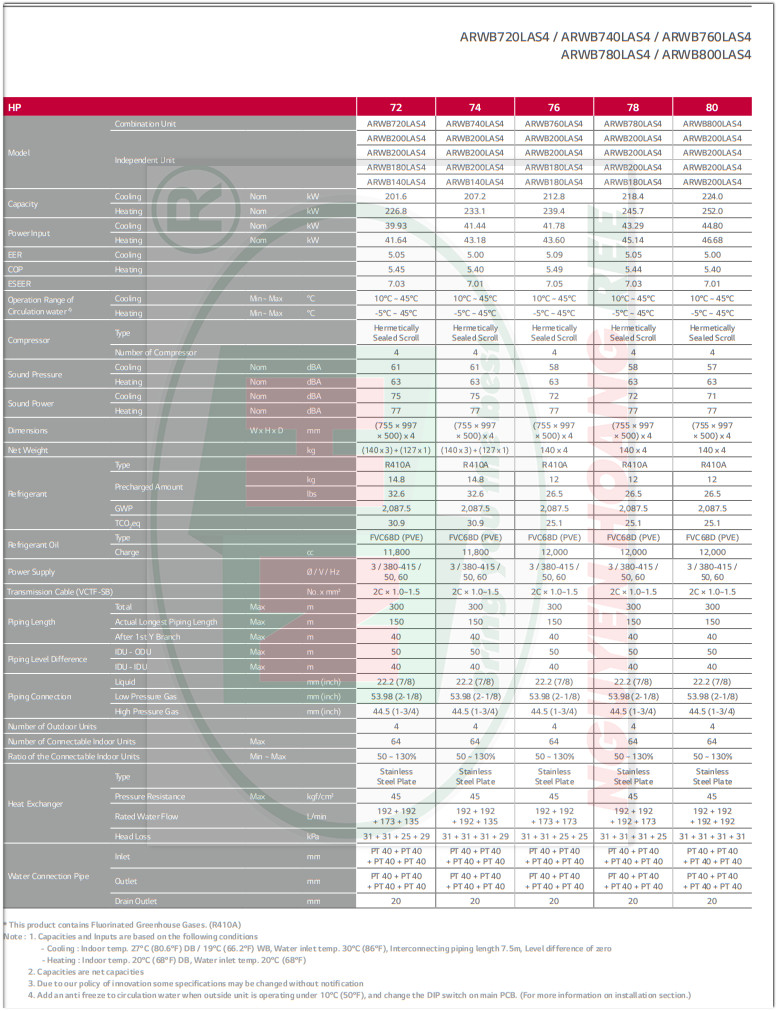 ARWB720LAS4 / ARWB740LAS4 / ARWB760LAS4
ARWB780LAS4 / ARWB800LAS4
HP 72 74 76 78 80
Model Combination Unit ARWB720LAS4 ARWB740LAS4 ARWB760LAS4 ARWB780LAS4 ARWB800LAS4
Independent Unit ARWB200LAS4 ARWB200LAS4 ARWB200LAS4 ARWB200LAS4 ARWB200LAS4
ARWB200LAS4 ARWB200LAS4 ARWB200LAS4 ARWB200LAS4 ARWB200LAS4
ARWB180LAS4 ARWB200LAS4 ARWB180LAS4 ARWB200LAS4 ARWB200LAS4
ARWB140LAS4 ARWB140LAS4 ARWB180LAS4 ARWB180LAS4 ARWB200LAS4
Capacity Cooling Nom kW 201.6 207.2 212.8 218.4 224.0
Heating Nom kW 226.8 233.1 239.4 245.7 252.0
Power Input Cooling Nom kW 39.93 41.44 41.78 43.29 44.80
Heating Nom kW 41.64 43.18 43.60 45.14 46.68
EER Cooling 5.05 5.00 5.09 5.05 5.00
COP Heating 5.45 5.40 5.49 5.44 5.40
ESEER 7.03 7.01 7.05 7.03 7.01
Operation Range of Circulation water * Cooling Min ~ Max °C 10°C ~ 45°C 10°C ~ 45°C 10°C ~ 45°C 10°C ~ 45°C 10°C ~ 45°C
Heating Min ~ Max °C -5°C ~ 45°C -5°C ~ 45°C -5°C ~ 45°C -5°C ~ 45°C -5°C ~ 45°C
Compressor Type Hermetically Hermetically Hermetically Hermetically Hermetically
Sealed Scroll Sealed Scroll Sealed Scroll Sealed Scroll Sealed Scroll
Number of Compressor 4 4 4 4 4
Sound Pressure Cooling Nom dBA 61 61 58 58 57
Heating Nom dBA 63 63 63 63 63
Sound Power Cooling Nom dBA 75 75 72 72 71
Heating Nom dBA 77 77 77 77 77
Dimensions W x H x D mm (755 × 997 (755 × 997 (755 × 997 (755 × 997 (755 × 997
× 500) x 4 × 500) x 4 × 500) x 4 × 500) x 4 × 500) x 4
Net Weight kg (140 x 3) + (127 x 1) (140 x 3) + (127 x 1) 140 x 4 140 x 4 140 x 4
Refrigerant Type R410A R410A R410A R410A R410A
Precharged Amount kg 14.8 14.8 12 12 12
lbs 32.6 32.6 26.5 26.5 26.5
GWP 2,087.5 2,087.5 2,087.5 2,087.5 2,087.5
TCO₂eq 30.9 30.9 25.1 25.1 25.1
Refrigerant Oil Type FVC68D (PVE) FVC68D (PVE) FVC68D (PVE) FVC68D (PVE) FVC68D (PVE)
Charge cc 11,800 11,800 12,000 12,000 12,000
Power Supply Ø / V / Hz 3 / 380-415 / 3 / 380-415 / 3 / 380-415 / 3 / 380-415 / 3 / 380-415 /
50, 60 50, 60 50, 60 50, 60 50, 60
Transmission Cable (VCTF-SB) No. x mm² 2C × 1.0~1.5 2C × 1.0~1.5 2C × 1.0~1.5 2C × 1.0~1.5 2C × 1.0~1.5
Piping Length Total Max m 300 300 300 300 300
Actual Longest Piping Length Max m 150 150 150 150 150
After 1st Y Branch Max m 40 40 40 40 40
Piping Level Difference IDU - ODU Max m 50 50 50 50 50
IDU - IDU Max m 40 40 40 40 40
Piping Connection Liquid mm (inch) 22.2 (7/8) 22.2 (7/8) 22.2 (7/8) 22.2 (7/8) 22.2 (7/8)
Low Pressure Gas mm (inch) 53.98 (2-1/8) 53.98 (2-1/8) 53.98 (2-1/8) 53.98 (2-1/8) 53.98 (2-1/8)
High Pressure Gas mm (inch) 44.5 (1-3/4) 44.5 (1-3/4) 44.5 (1-3/4) 44.5 (1-3/4) 44.5 (1-3/4)
Number of Outdoor Units 4 4 4 4 4
Number of Connectable Indoor Units Max 64 64 64 64 64
Ratio of the Connectable Indoor Units Min ~ Max 50 ~ 130% 50 ~ 130% 50 ~ 130% 50 ~ 130% 50 ~ 130%
Heat Exchanger Type Stainless Stainless Stainless Stainless Stainless
Steel Plate Steel Plate Steel Plate Steel Plate Steel Plate
Pressure Resistance Max kgf/cm² 45 45 45 45 45
Rated Water Flow L/min 192 + 192 192 + 192 192 + 192 192 + 192 192 + 192
+ 173 + 135 + 192 + 135 + 173 + 173 + 192 + 173 + 192 + 192
Head Loss kPa 31 + 31 + 25 + 29 31 + 31 + 31 + 29 31 + 31 + 25 + 25 31 + 31 + 31 + 25 31 + 31 + 31 + 31
Water Connection Pipe Inlet mm PT 40 + PT 40 PT 40 + PT 40 PT 40 + PT 40 PT 40 + PT 40 PT 40 + PT 40
+ PT 40 + PT 40 + PT 40 + PT 40 + PT 40 + PT 40 + PT 40 + PT 40 + PT 40 + PT 40
Outlet mm PT 40 + PT 40 PT 40 + PT 40 PT 40 + PT 40 PT 40 + PT 40 PT 40 + PT 40
+ PT 40 + PT 40 + PT 40 + PT 40 + PT 40 + PT 40 + PT 40 + PT 40 + PT 40 + PT 40
Drain Outlet mm 20 20 20 20 20
* This product contains Fluorinated Greenhouse Gases. (R410A)
Note : 1. Capacities and Inputs are based on the following conditions
- Cooling : Indoor temp. 27°C (80.6°F) DB / 19°C (66.2°F) WB, Water inlet temp. 30°C (86°F), Interconnecting piping length 7.5m, Level difference of zero
- Heating : Indoor temp. 20°C (68°F) DB, Water inlet temp. 20°C (68°F)
2. Capacities are net capacities
3. Due to our policy of innovation some specifications may be changed without notification
4. Add an anti freeze to circulation water when outside unit is operating under 10°C (50°F), and change the DIP switch on main PCB. (For more information on installation section.)
®
NGUYEN HOANG REE